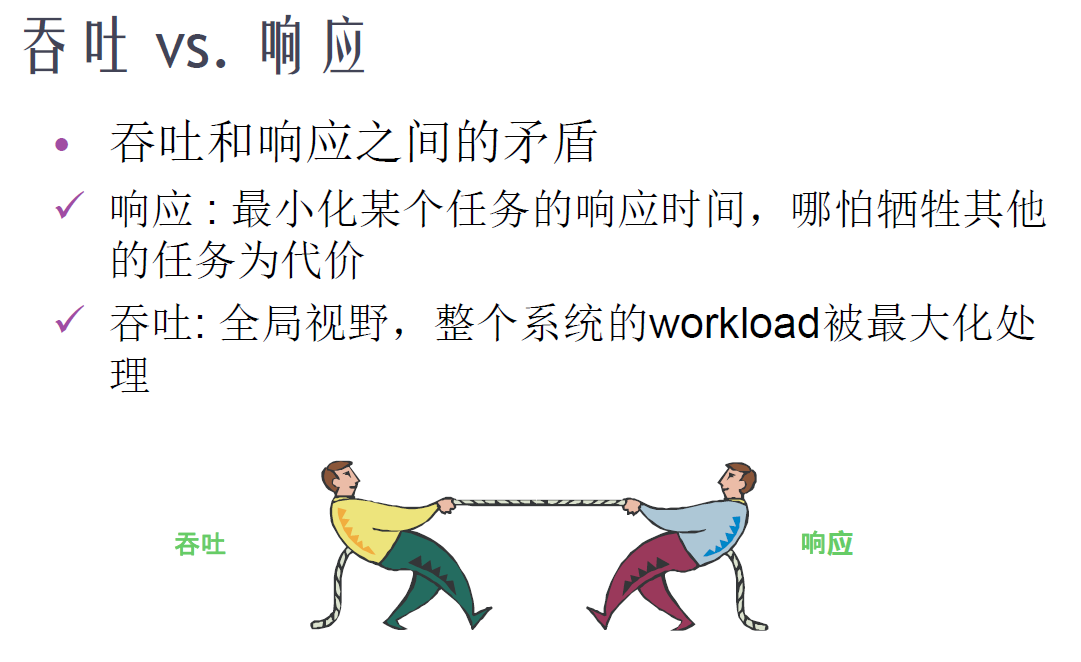 吞吐 vs. 响应
• 吞吐和响应之间的矛盾
✓ 响应 : 最小化某个任务的响应时间，哪怕牺牲其他
的任务为代价
✓ 吞吐: 全局视野，整个系统的workload被最大化处
理
吞吐 响应